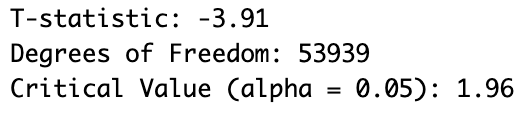 T-statistic: -3.91
Degrees of Freedom: 53939
Critical Value (alpha = 0.05): 1.96